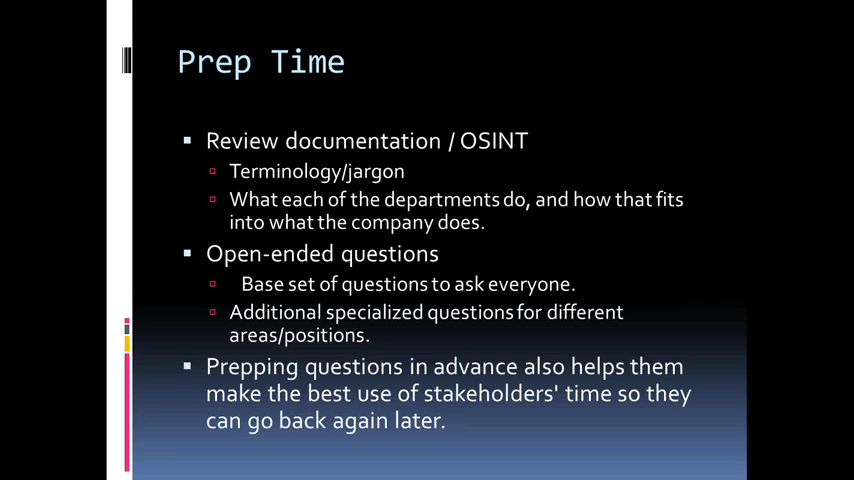 Prep Time
Review documentation / OSINT
Terminology/jargon
What each of the departments do, and how that fits
into what the company does.
Open-ended questions
Base set of questions to ask everyone.
Additional specialized questions for different
areas/positions.
Prepping questions in advance also helps them
make the best use of stakeholders' time so they
can go back again later.